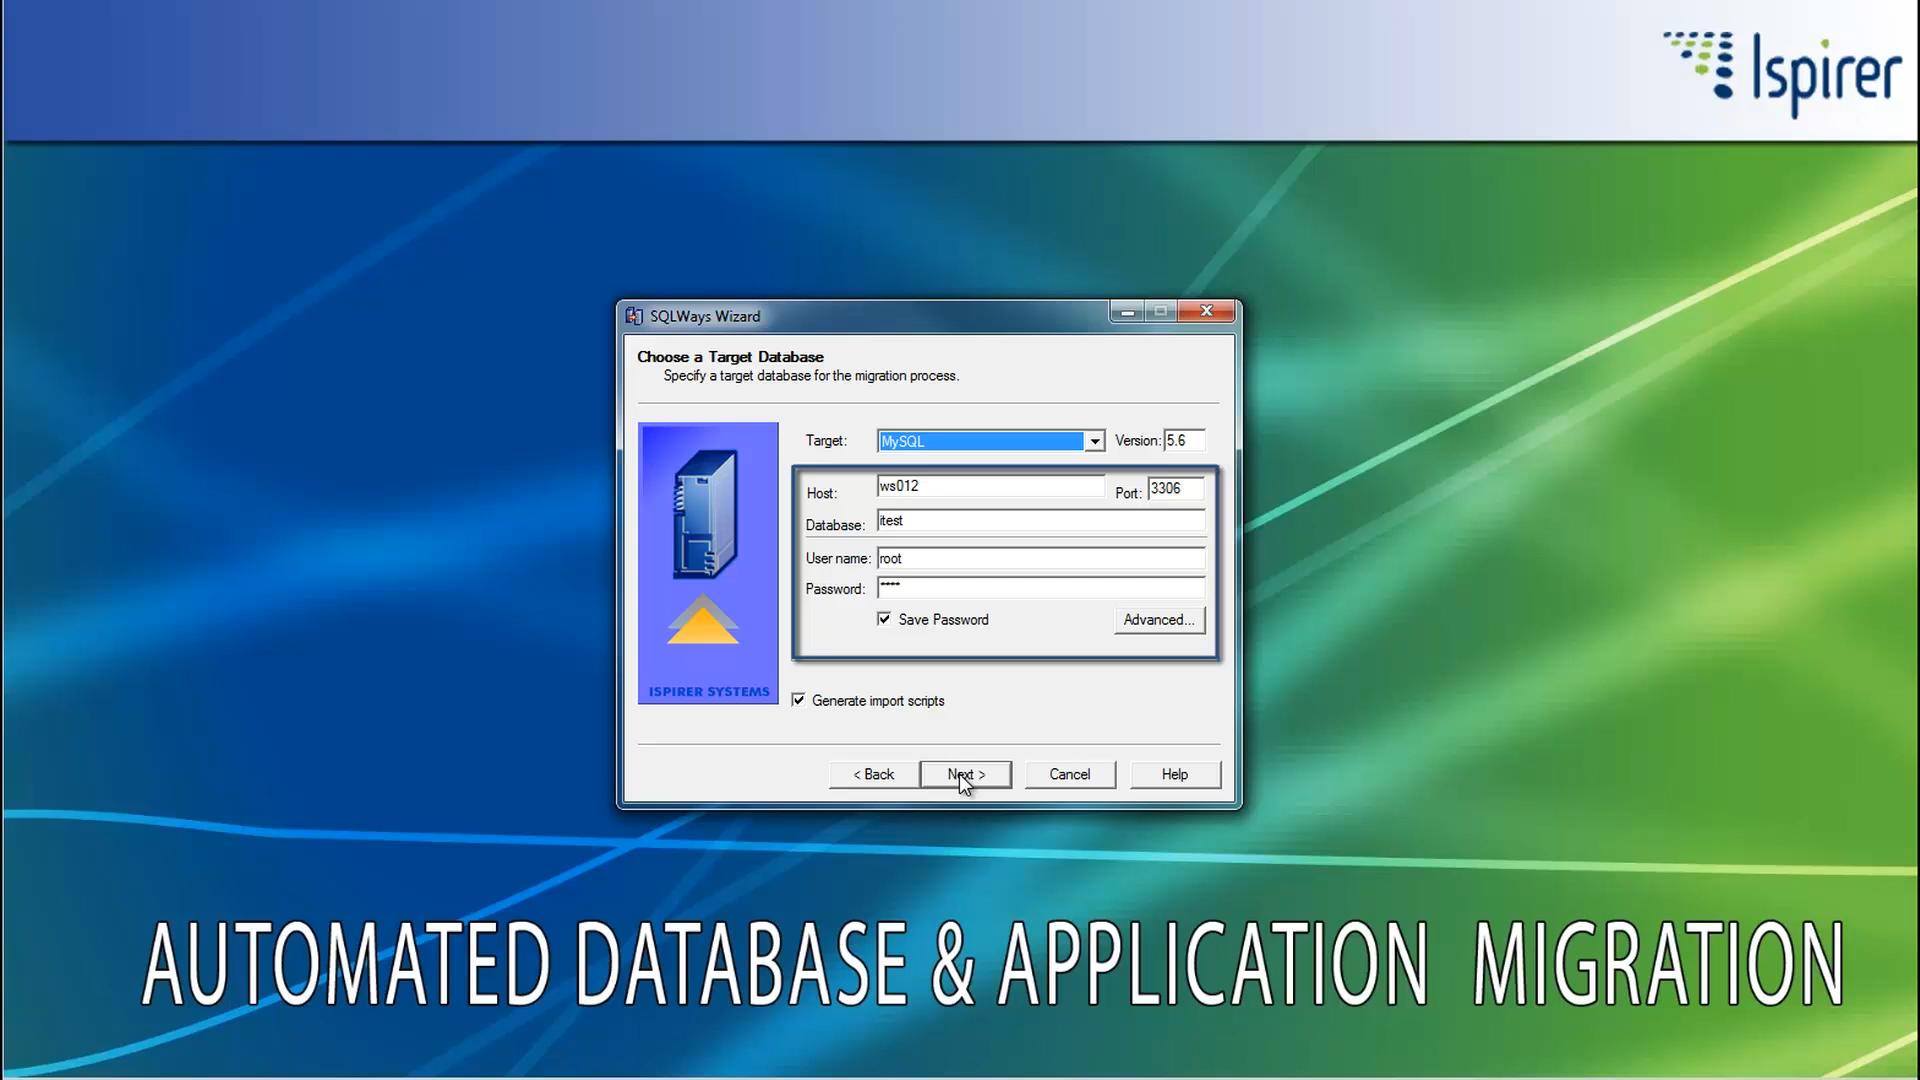 Ispirer
SQLWays Wizard
Choose a Target Database
Specify a target database for the migration process.
Target: MySQL Version: 5.6
Host: ws012 Port: 3306
Database: itest
User name: root
Password: ****
Save Password Advanced...
ISPIRER SYSTEMS
Generate import scripts
< Back Next > Cancel Help
AUTOMATED DATABASE & APPLICATION MIGRATION